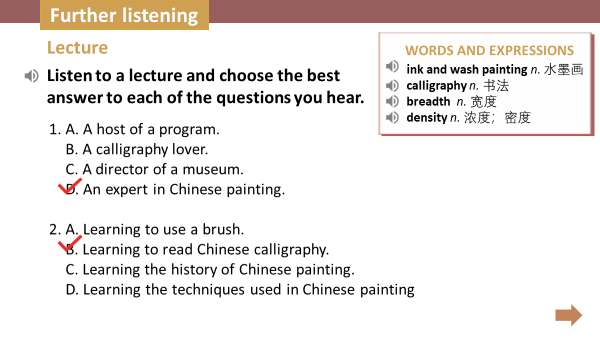 Further listening
Lecture
Listen to a lecture and choose the best
answer to each of the questions you hear.
WORDS AND EXPRESSIONS
ink and wash painting n. 水墨画
calligraphy n. 书法
breadth n. 宽度
density n. 浓度；密度
1. A. A host of a program.
B. A calligraphy lover.
C. A director of a museum.
D. An expert in Chinese painting.
2. A. Learning to use a brush.
B. Learning to read Chinese calligraphy.
C. Learning the history of Chinese painting.
D. Learning the techniques used in Chinese painting